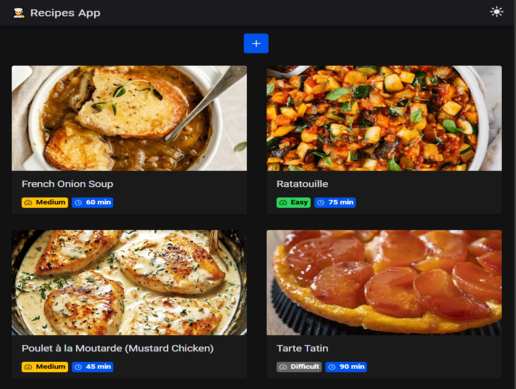 Recipes App
French Onion Soup
Medium 60 min
Ratatouille
Easy 75 min
Poulet à la Moutarde (Mustard Chicken)
Medium 45 min
Tarte Tatin
Difficult 90 min